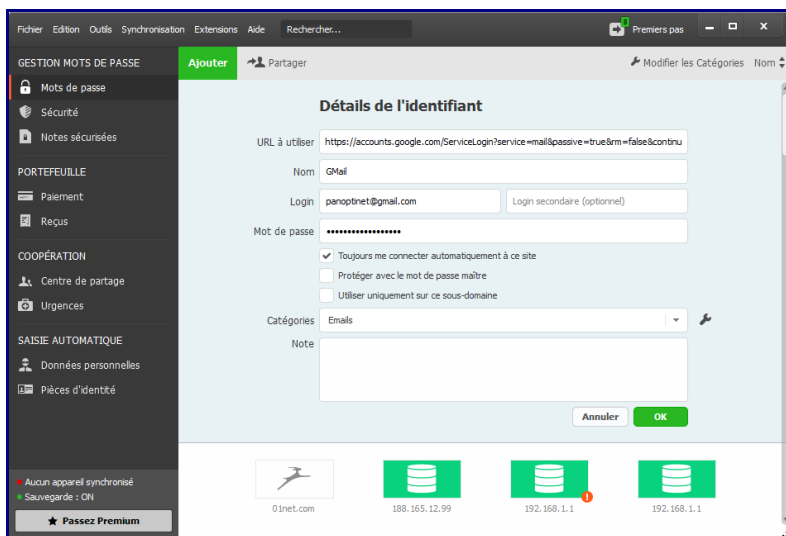 Fichier Edition Outils Synchronisation Extensions Aide Rechercher... 8 Premiers pas
GESTION MOTS DE PASSE
Mots de passe
Sécurité
Notes sécurisées
PORTEFEUILLE
Paiement
Reçus
COOPÉRATION
Centre de partage
Urgences
SAISIE AUTOMATIQUE
Données personnelles
Pièces d'identité
Aucun appareil synchronisé
Sauvegarde : ON
Passez Premium
Ajouter Partager Modifier les Catégories Nom
Détails de l'identifiant
URL à utiliser https://accounts.google.com/ServiceLogin?service=mail&passive=true&rm=false&continu
Nom GMail
Login panoptinet@gmail.com Login secondaire (optionnel)
Mot de passe ••••••••••••••••••
Toujours me connecter automatiquement à ce site
Protéger avec le mot de passe maître
Utiliser uniquement sur ce sous-domaine
Catégories Emails
Note
Annuler OK
01net.com 188.165.12.99 192.168.1.1 192.168.1.1